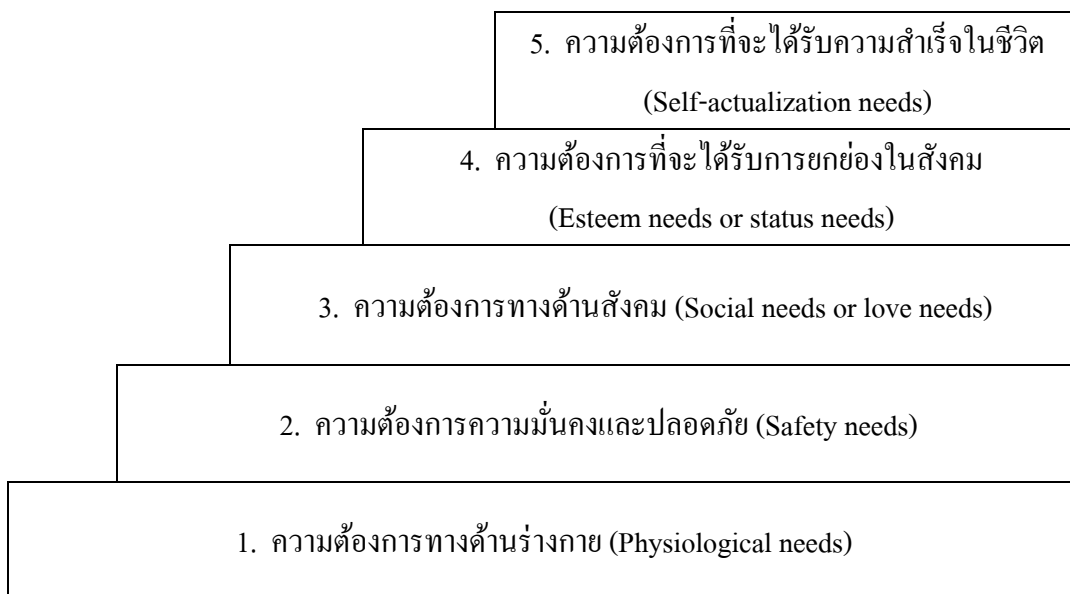 5. ความต้องการที่จะได้รับความสำเร็จในชีวิต
(Self-actualization needs)
4. ความต้องการที่จะได้รับการยกย่องในสังคม
(Esteem needs or status needs)
3. ความต้องการทางด้านสังคม (Social needs or love needs)
2. ความต้องการความมั่นคงและปลอดภัย (Safety needs)
1. ความต้องการทางด้านร่างกาย (Physiological needs)